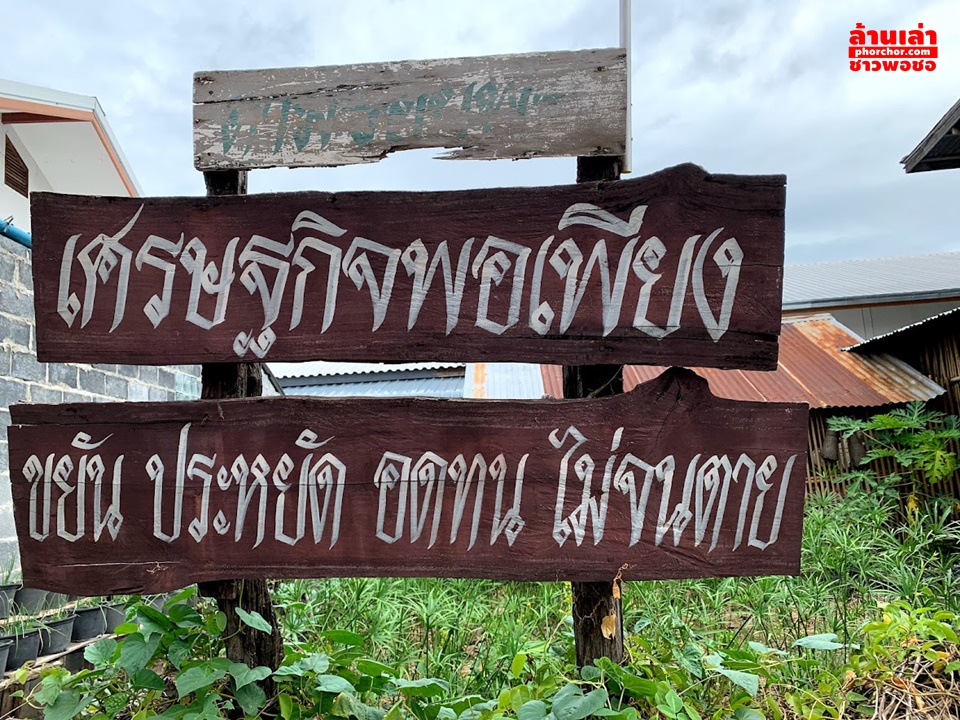 ล้านเล่า
phorchor.com
ชาวพอช่อ
เศรษฐกิจพอเพียง
ขยัน ประหยัด อดทน ไม่จนตาย